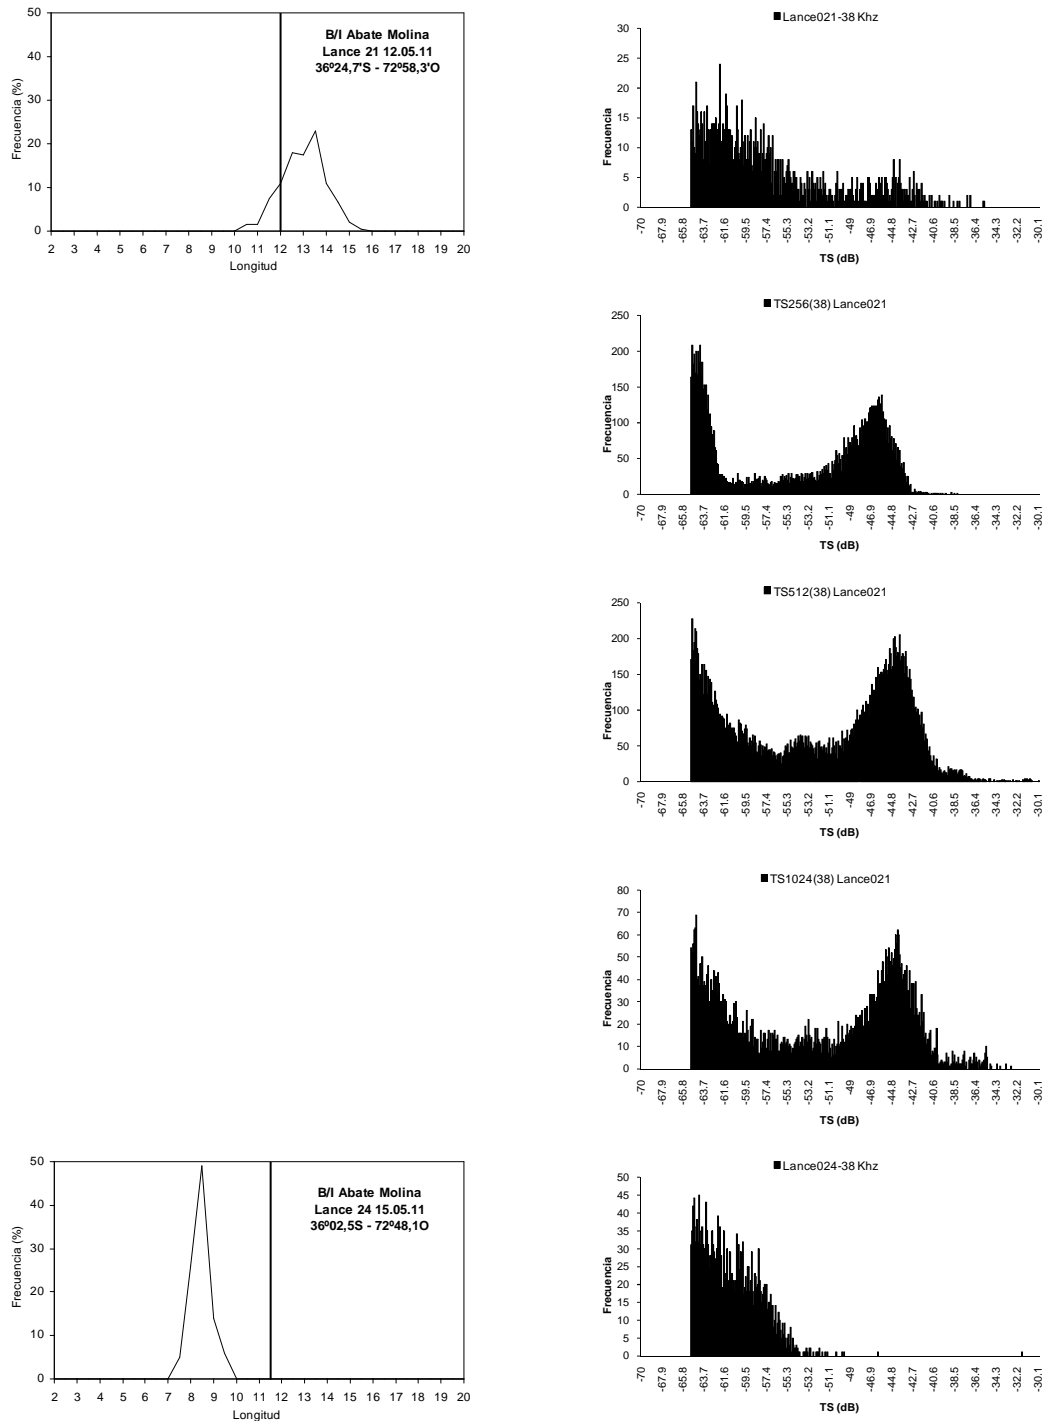 50
40
30
20
10
0
Frecuencia (%)
B/I Abate Molina
Lance 21 12.05.11
36º24,7'S - 72º58,3'O
2 3 4 5 6 7 8 9 10 11 12 13 14 15 16 17 18 19 20
Longitud
Lance021-38 Khz
30
25
20
15
10
5
0
Frecuencia
-70 -67.9 -65.8 -63.7 -61.6 -59.5 -57.4 -55.3 -53.2 -51.1 -49 -46.9 -44.8 -42.7 -40.6 -38.5 -36.4 -34.3 -32.2 -30.1
TS (dB)
TS256(38) Lance021
250
200
150
100
50
0
Frecuencia
-70 -67.9 -65.8 -63.7 -61.6 -59.5 -57.4 -55.3 -53.2 -51.1 -49 -46.9 -44.8 -42.7 -40.6 -38.5 -36.4 -34.3 -32.2 -30.1
TS (dB)
TS512(38) Lance021
250
200
150
100
50
0
Frecuencia
-70 -67.9 -65.8 -63.7 -61.6 -59.5 -57.4 -55.3 -53.2 -51.1 -49 -46.9 -44.8 -42.7 -40.6 -38.5 -36.4 -34.3 -32.2 -30.1
TS (dB)
TS1024(38) Lance021
80
70
60
50
40
30
20
10
0
Frecuencia
-70 -67.9 -65.8 -63.7 -61.6 -59.5 -57.4 -55.3 -53.2 -51.1 -49 -46.9 -44.8 -42.7 -40.6 -38.5 -36.4 -34.3 -32.2 -30.1
TS (dB)
50
40
30
20
10
0
Frecuencia (%)
B/I Abate Molina
Lance 24 15.05.11
36º02,5S - 72º48,1O
2 3 4 5 6 7 8 9 10 11 12 13 14 15 16 17 18 19 20
Longitud
Lance024-38 Khz
50
45
40
35
30
25
20
15
10
5
0
Frecuencia
-70 -67.9 -65.8 -63.7 -61.6 -59.5 -57.4 -55.3 -53.2 -51.1 -49 -46.9 -44.8 -42.7 -40.6 -38.5 -36.4 -34.3 -32.2 -30.1
TS (dB)